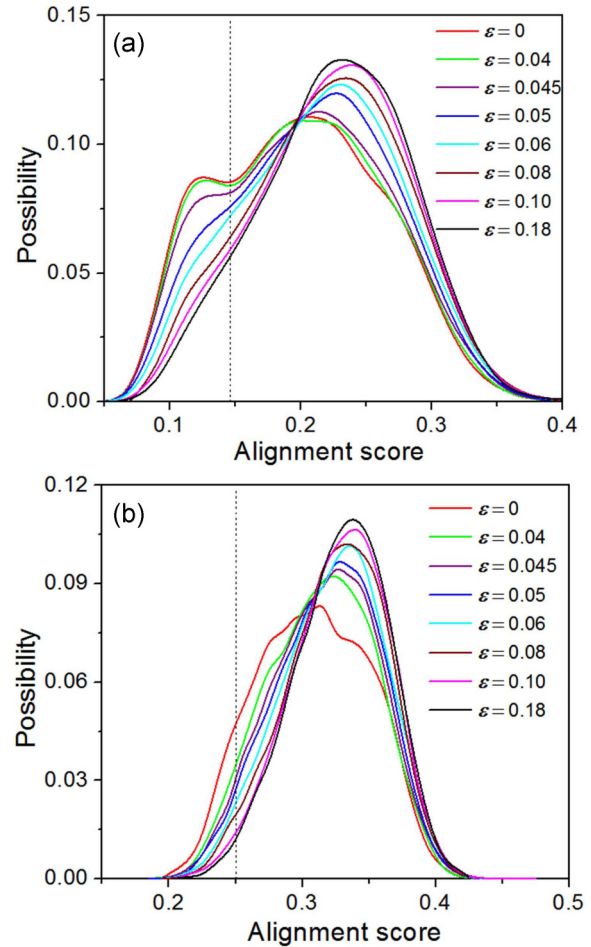 (a)
0.15
0.10
0.05
0.00
Possibility
ε = 0
ε = 0.04
ε = 0.045
ε = 0.05
ε = 0.06
ε = 0.08
ε = 0.10
ε = 0.18
0.1 0.2 0.3 0.4
Alignment score
(b)
0.12
0.09
0.06
0.03
0.00
Possibility
ε = 0
ε = 0.04
ε = 0.045
ε = 0.05
ε = 0.06
ε = 0.08
ε = 0.10
ε = 0.18
0.2 0.3 0.4 0.5
Alignment score